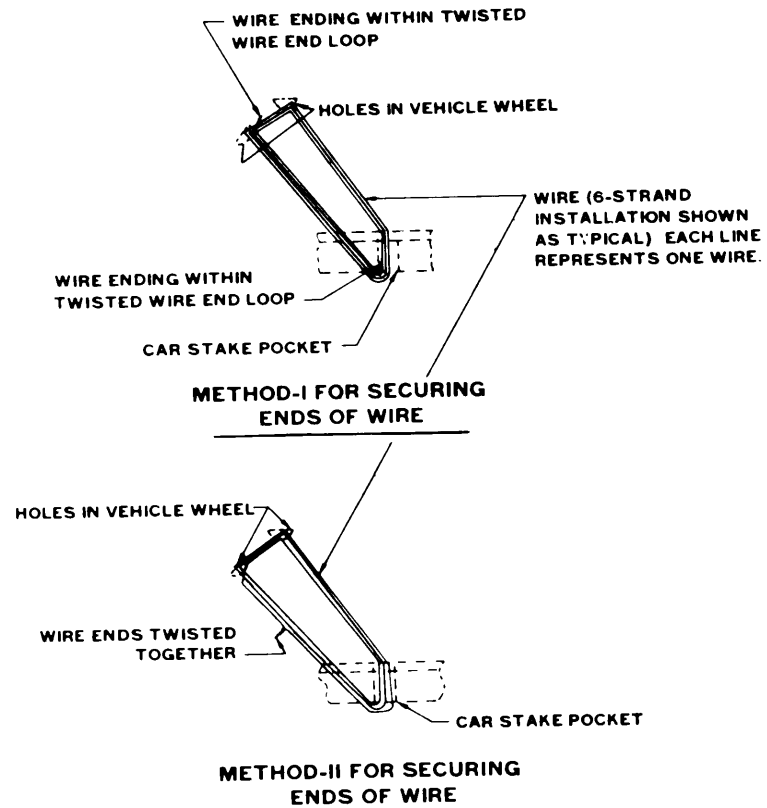 WIRE ENDING WITHIN TWISTED
WIRE END LOOP
HOLES IN VEHICLE WHEEL
WIRE (6-STRAND
INSTALLATION SHOWN
AS TYPICAL) EACH LINE
REPRESENTS ONE WIRE.
WIRE ENDING WITHIN
TWISTED WIRE END LOOP
CAR STAKE POCKET
METHOD-I FOR SECURING
ENDS OF WIRE
HOLES IN VEHICLE WHEEL
WIRE ENDS TWISTED
TOGETHER
CAR STAKE POCKET
METHOD-II FOR SECURING
ENDS OF WIRE